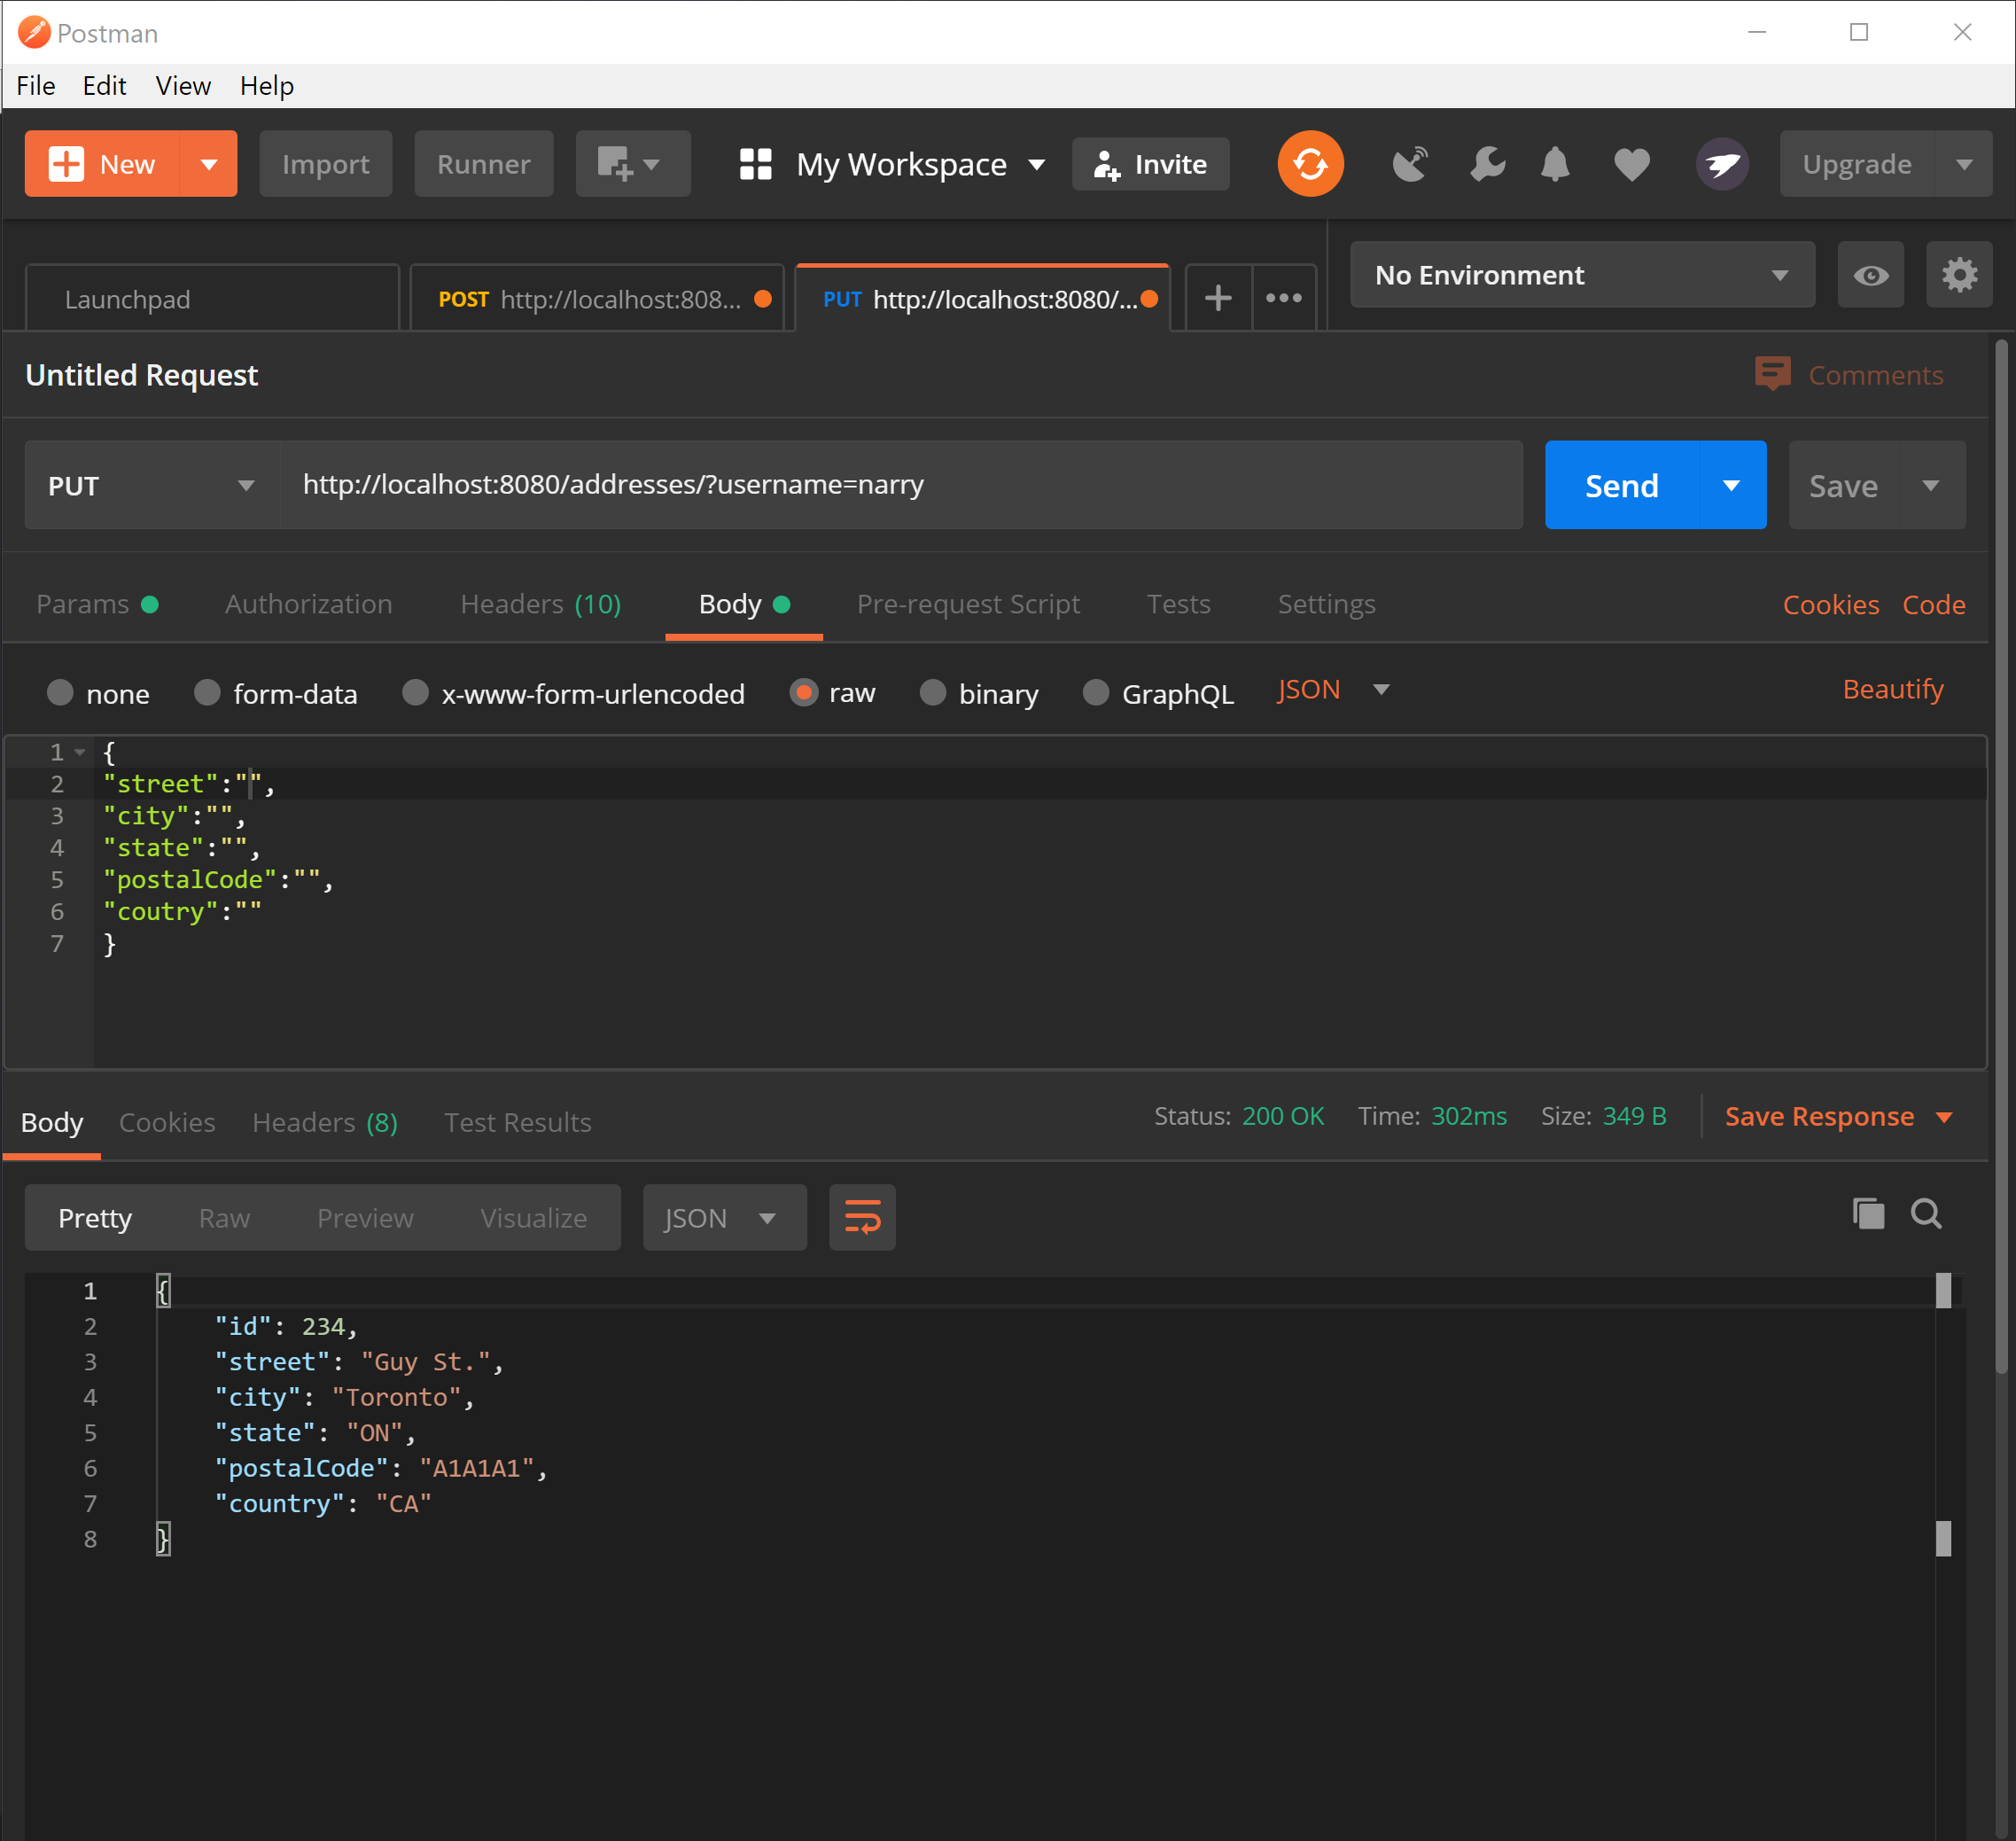 Postman
File Edit View Help
New Import Runner My Workspace Invite Upgrade
Launchpad POST http://localhost:808... PUT http://localhost:8080/... No Environment
Untitled Request Comments
PUT http://localhost:8080/addresses/?username=narry Send Save
Params Authorization Headers (10) Body Pre-request Script Tests Settings Cookies Code
none form-data x-www-form-urlencoded raw binary GraphQL JSON Beautify
1 {
2 "street":"",
3 "city":"",
4 "state":"",
5 "postalCode":"",
6 "coutry":""
7 }
Body Cookies Headers (8) Test Results Status: 200 OK Time: 302ms Size: 349 B Save Response
Pretty Raw Preview Visualize JSON
1 {
2 "id": 234,
3 "street": "Guy St.",
4 "city": "Toronto",
5 "state": "ON",
6 "postalCode": "A1A1A1",
7 "country": "CA"
8 }